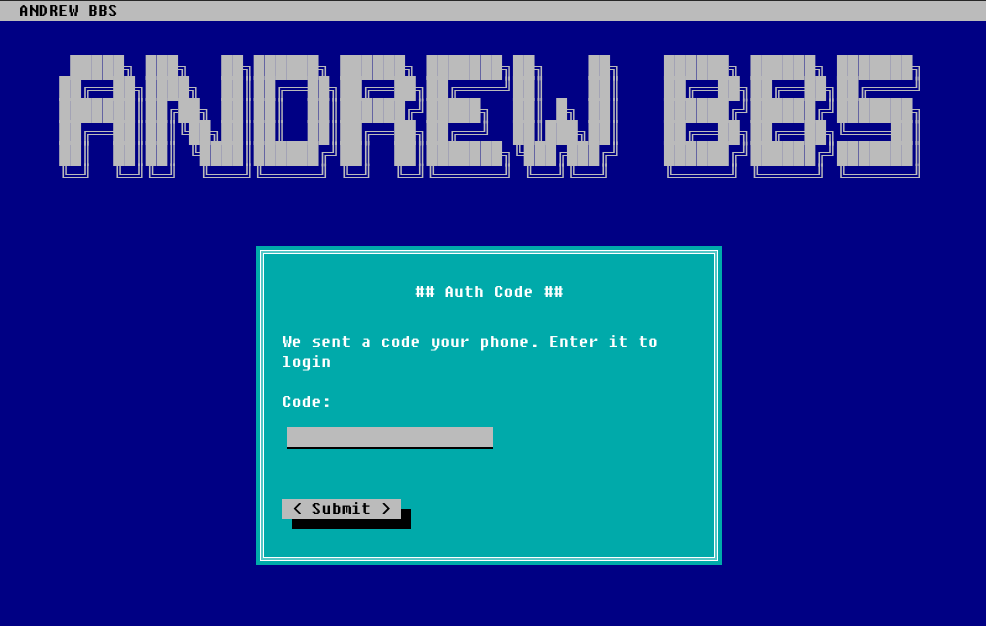 ANDREW BBS
ANDREW BBS
## Auth Code ##
We sent a code your phone. Enter it to
login
Code:
< Submit >